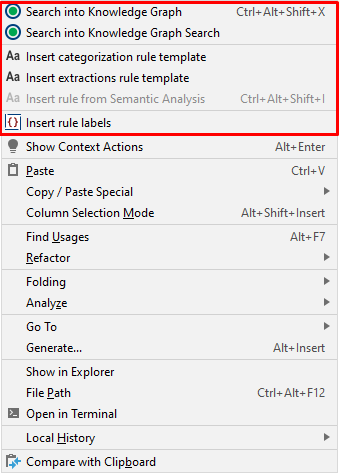 Search into Knowledge Graph Ctrl+Alt+Shift+X
Search into Knowledge Graph Search
Aa Insert categorization rule template
Aa Insert extractions rule template
Aa Insert rule from Semantic Analysis Ctrl+Alt+Shift+I
{} Insert rule labels
Show Context Actions Alt+Enter
Paste Ctrl+V
Copy / Paste Special
Column Selection Mode Alt+Shift+Insert
Find Usages Alt+F7
Refactor
Folding
Analyze
Go To
Generate... Alt+Insert
Show in Explorer
File Path Ctrl+Alt+F12
Open in Terminal
Local History
Compare with Clipboard